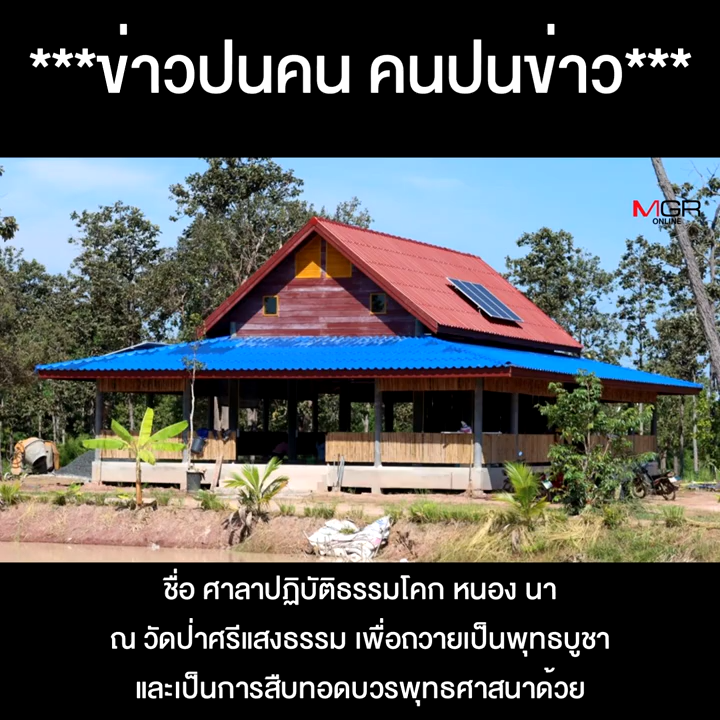 ***ข่าวปนคน คนปนข่าว***
MGR
ONLINE
ชื่อ ศาลาปฏิบัติธรรมโคก หนอง นา
ณ วัดป่าศรีแสงธรรม เพื่อถวายเป็นพุทธบูชา
และเป็นการสืบทอดบวรพุทธศาสนาด้วย